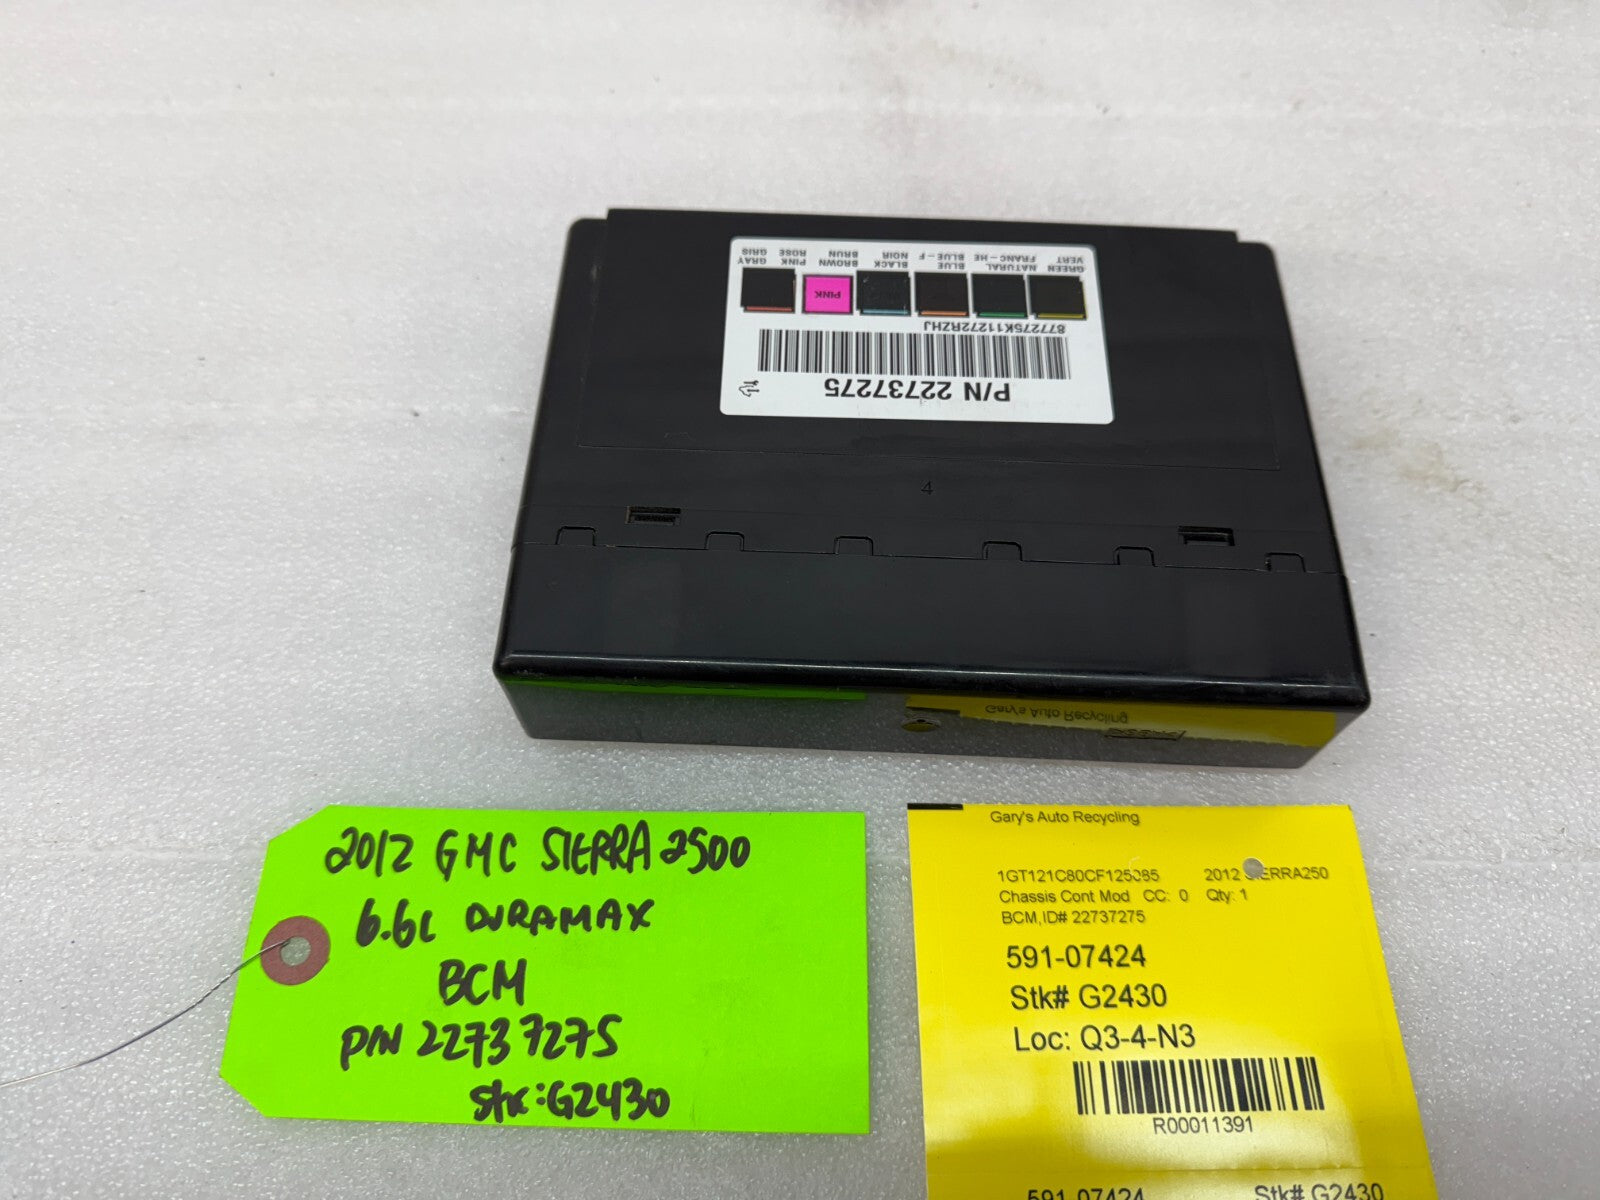 P/N 22737275
877275K11272RZHJ
PINK
GREEN NATURAL BLUE BLACK BROWN PINK GRAY
VERT FRANC-HE BLUE-F NOIR BRUN ROSE GRIS
4
Gary's Auto Recycling
2012 GMC SIERRA 2500
6.6L DURAMAX
BCM
P/N 22737275
Stk:G2430
Gary's Auto Recycling
1GT121C80CF125085 2012
Chassis Cont Mod CC: 0 Qty: 1
BCM,ID# 22737275
591-07424
Stk# G2430
Loc: Q3-4-N3
R00011391
591-07424 Stk# G2430